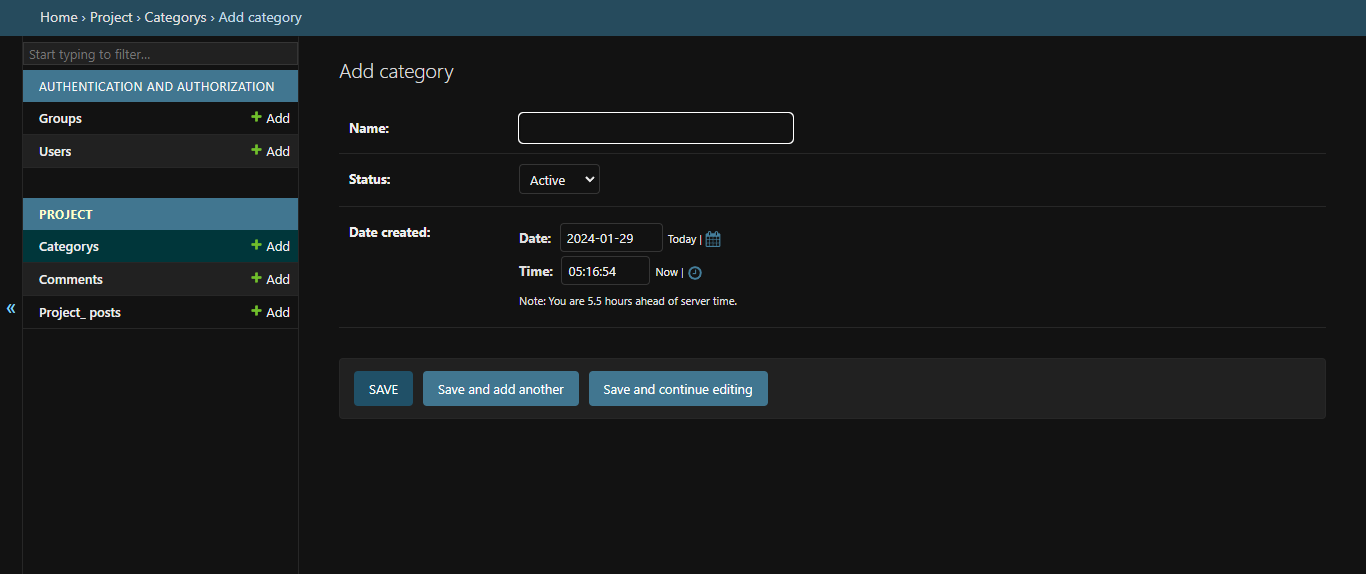 Home › Project › Categorys › Add category
Start typing to filter...
AUTHENTICATION AND AUTHORIZATION
Groups + Add
Users + Add
PROJECT
Categorys + Add
Comments + Add
Project_ posts + Add
«
Add category
Name:
Status: Active
Date created:
Date: 2024-01-29 Today |
Time: 05:16:54 Now |
Note: You are 5.5 hours ahead of server time.
SAVE Save and add another Save and continue editing